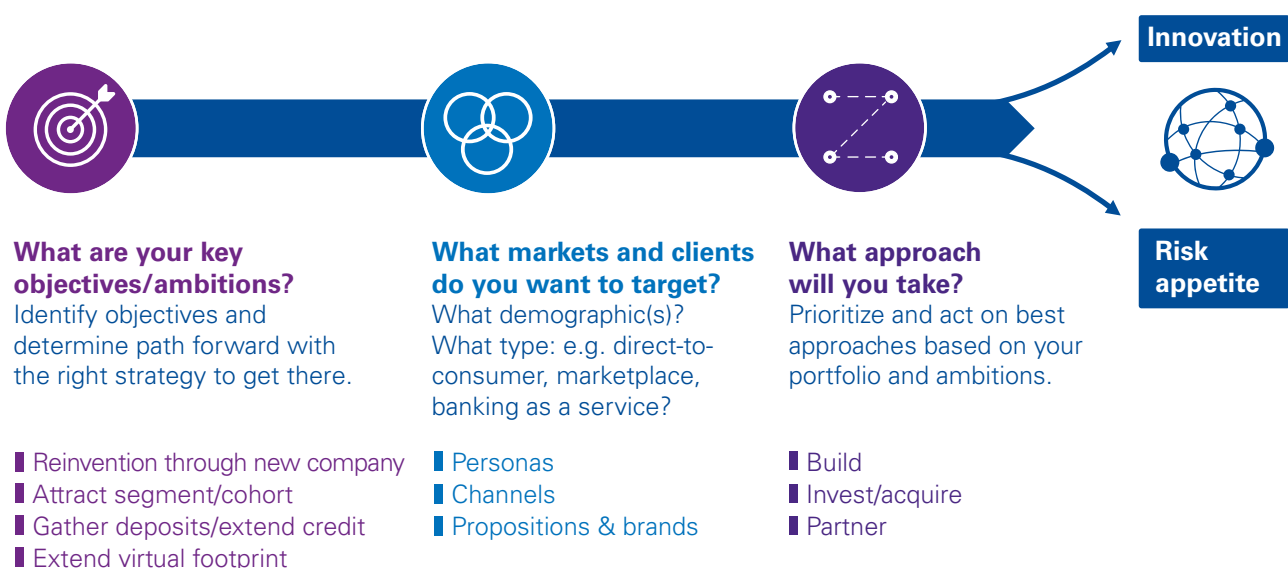 Innovation
Risk
appetite
What are your key
objectives/ambitions?
Identify objectives and
determine path forward with
the right strategy to get there.
Reinvention through new company
Attract segment/cohort
Gather deposits/extend credit
Extend virtual footprint
What markets and clients
do you want to target?
What demographic(s)?
What type: e.g. direct-to-
consumer, marketplace,
banking as a service?
Personas
Channels
Propositions & brands
What approach
will you take?
Prioritize and act on best
approaches based on your
portfolio and ambitions.
Build
Invest/acquire
Partner